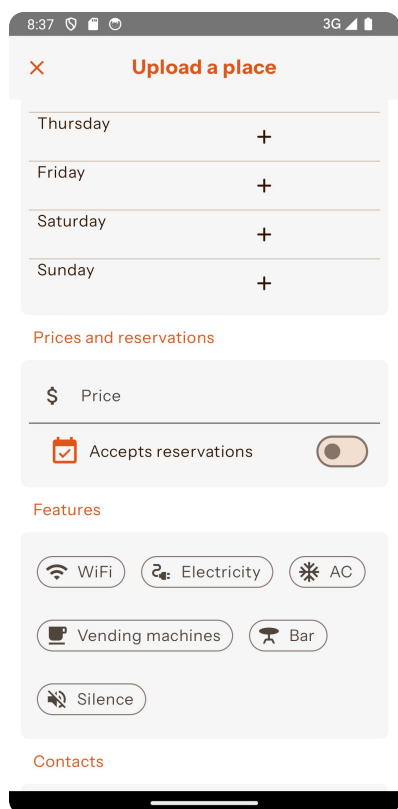 8:37 3G
Upload a place
Thursday
+
Friday
+
Saturday
+
Sunday
+
Prices and reservations
$ Price
Accepts reservations
Features
WiFi Electricity AC
Vending machines Bar
Silence
Contacts